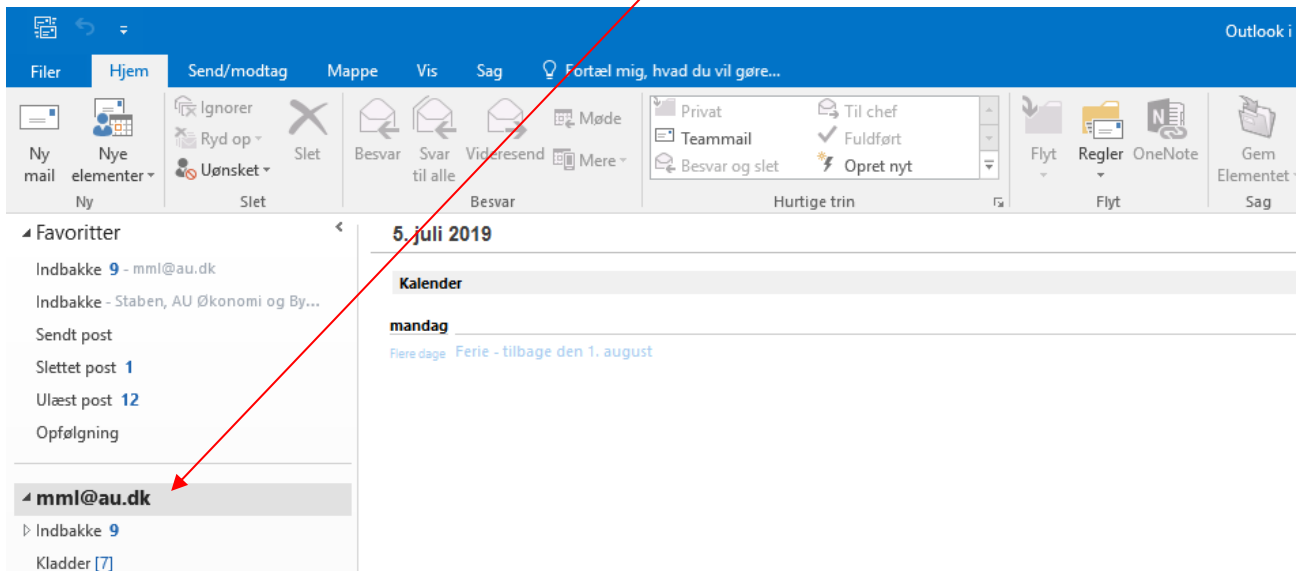 Outlook i
Filer Hjem Send/modtag Mappe Vis Sag Fortæl mig, hvad du vil gøre...
Ny mail
Nye elementer
Ignorer
Ryd op
Uønsket
Slet
Besvar
Svar til alle
Videresend
Møde
Mere
Privat
Teammail
Besvar og slet
Til chef
Fuldført
Opret nyt
Flyt
Regler
OneNote
Gem Elementet
Ny Slet Besvar Hurtige trin Flyt Sag
Favoritter
Indbakke 9 - mml@au.dk
Indbakke - Staben, AU Økonomi og By...
Sendt post
Slettet post 1
Ulæst post 12
Opfølgning
mml@au.dk
Indbakke 9
Kladder [7]
5. juli 2019
Kalender
mandag
Flere dage Ferie - tilbage den 1. august